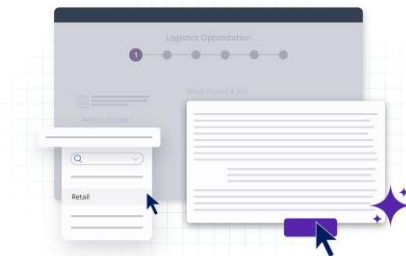 Logistics Optimization
1
What should it do?
Who is this for?
Retail